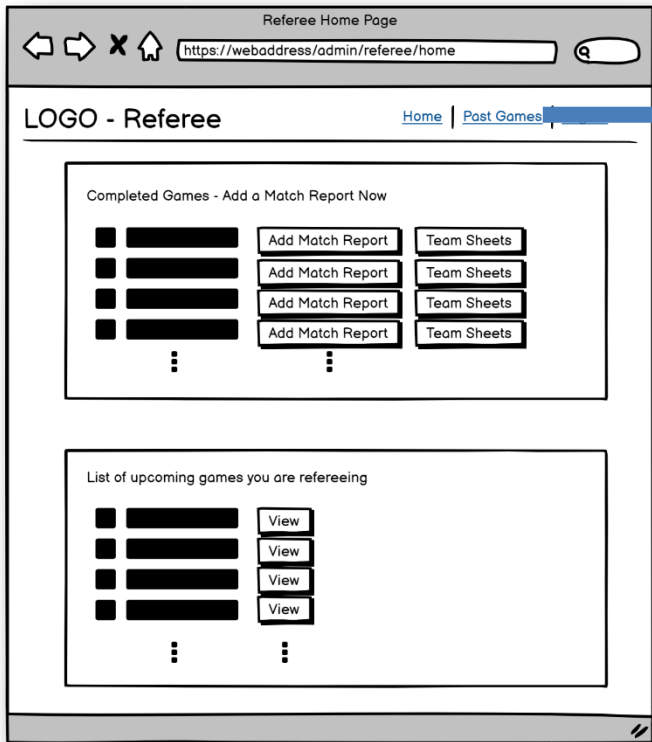 Referee Home Page
https://webaddress/admin/referee/home
LOGO - Referee
Home | Past Games |
Completed Games - Add a Match Report Now
Add Match Report Team Sheets
Add Match Report Team Sheets
Add Match Report Team Sheets
Add Match Report Team Sheets
List of upcoming games you are refereeing
View
View
View
View